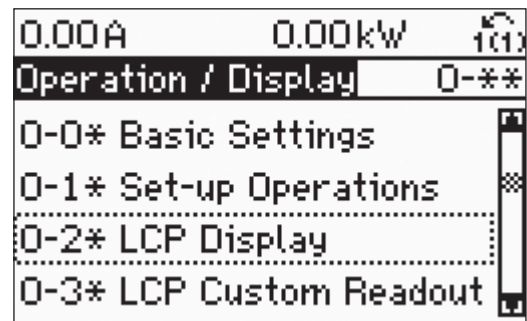 0.00A 0.00kW 1(1)
Operation / Display 0-**
0-0* Basic Settings
0-1* Set-up Operations
0-2* LCP Display
0-3* LCP Custom Readout